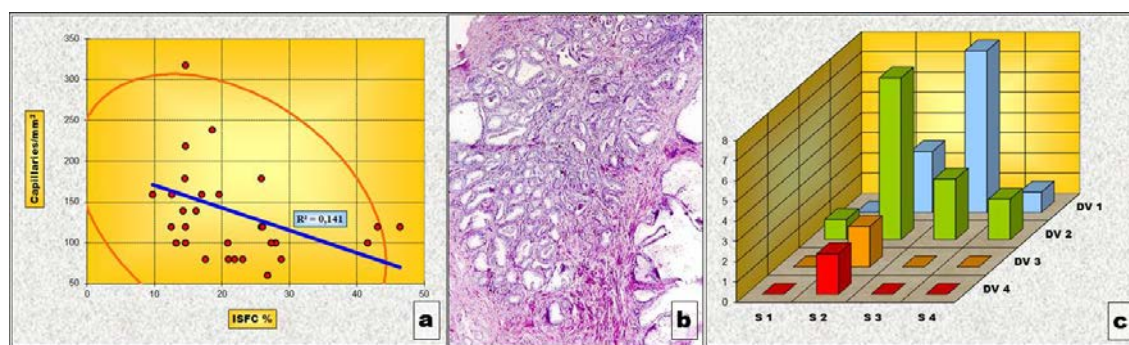 350
300
250
200
150
100
50
Capillaries/mm²
0 10 20 30 40 50
R² = 0,141
ISFC %
a
b
8
7
6
5
4
3
2
1
0
S 1 S 2 S 3 S 4
DV 1
DV 2
DV 3
DV 4
c